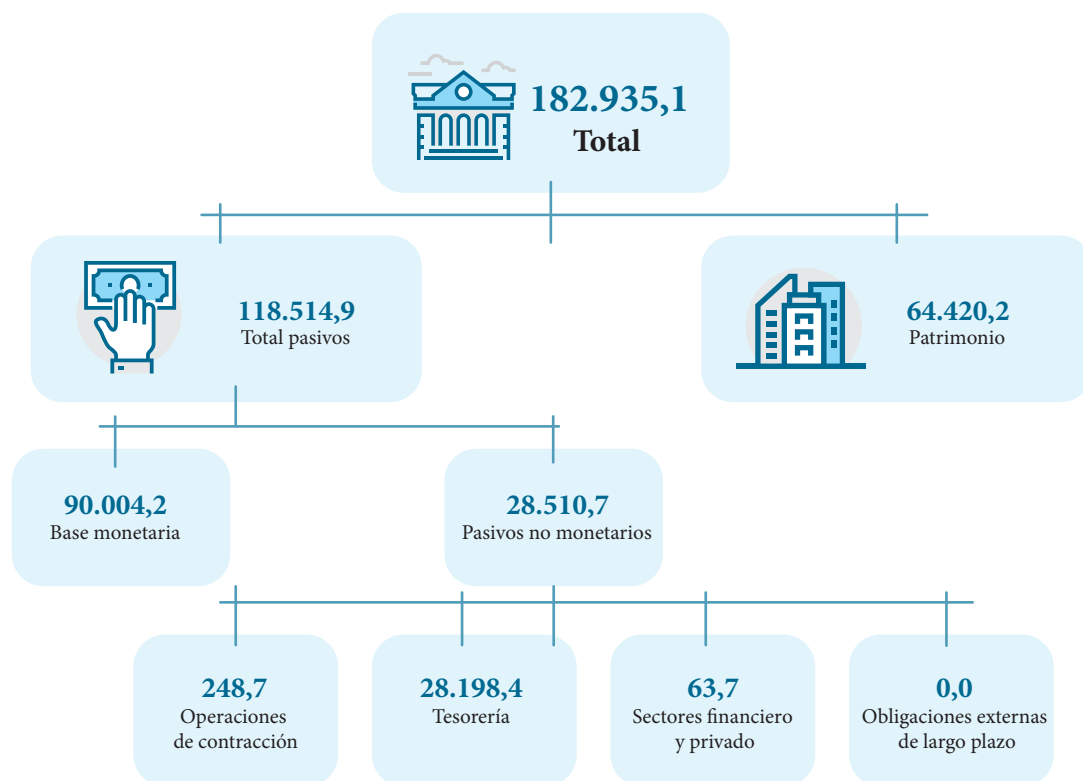 182.935,1
Total
118.514,9
Total pasivos
64.420,2
Patrimonio
90.004,2
Base monetaria
28.510,7
Pasivos no monetarios
248,7
Operaciones
de contracción
28.198,4
Tesorería
63,7
Sectores financiero
y privado
0,0
Obligaciones externas
de largo plazo